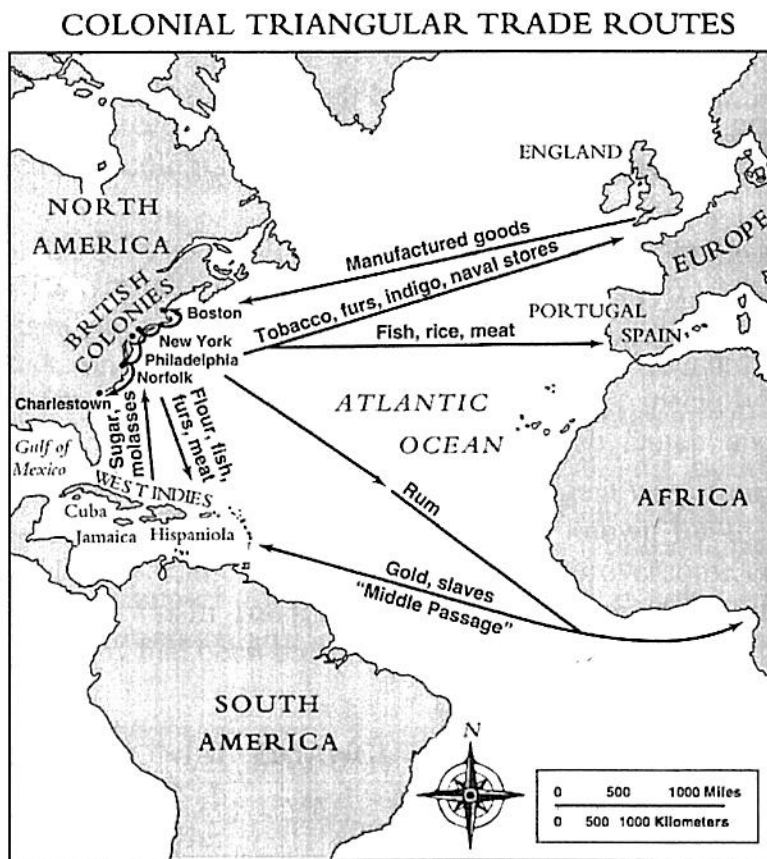 COLONIAL TRIANGULAR TRADE ROUTES
ENGLAND
NORTH
AMERICA
EUROPE
Manufactured goods
BRITISH
COLONIES
Tobacco, furs, indigo, naval stores
Boston
PORTUGAL
SPAIN
Fish, rice, meat
New York
Philadelphia
Norfolk
Charlestown
Sugar,
molasses
Flour, fish,
furs, meat
ATLANTIC
OCEAN
Gulf of
Mexico
WEST INDIES
Cuba
Jamaica
Hispaniola
Rum
AFRICA
Gold, slaves
"Middle Passage"
SOUTH
AMERICA
N
0 500 1000 Miles
0 500 1000 Kilometers